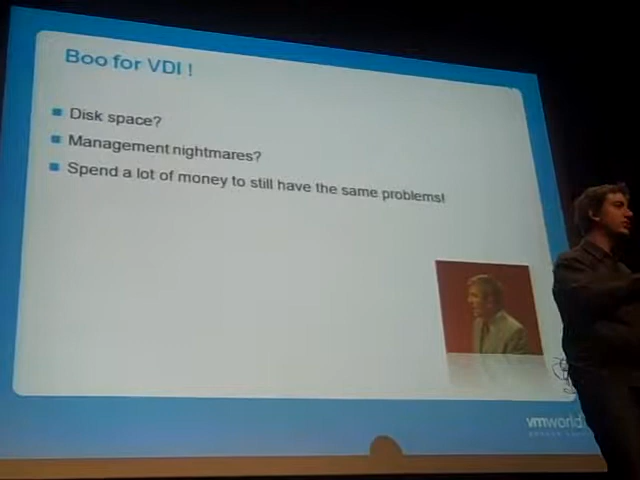 Boo for VDI !
Disk space?
Management nightmares?
Spend a lot of money to still have the same problems!
vmworld